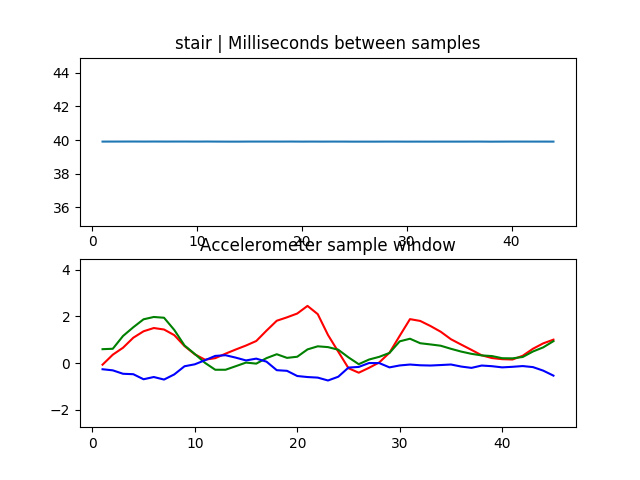 stair | Milliseconds between samples
44
42
40
38
36
0 10 20 30 40
Accelerometer sample window
4
2
0
−2
0 10 20 30 40